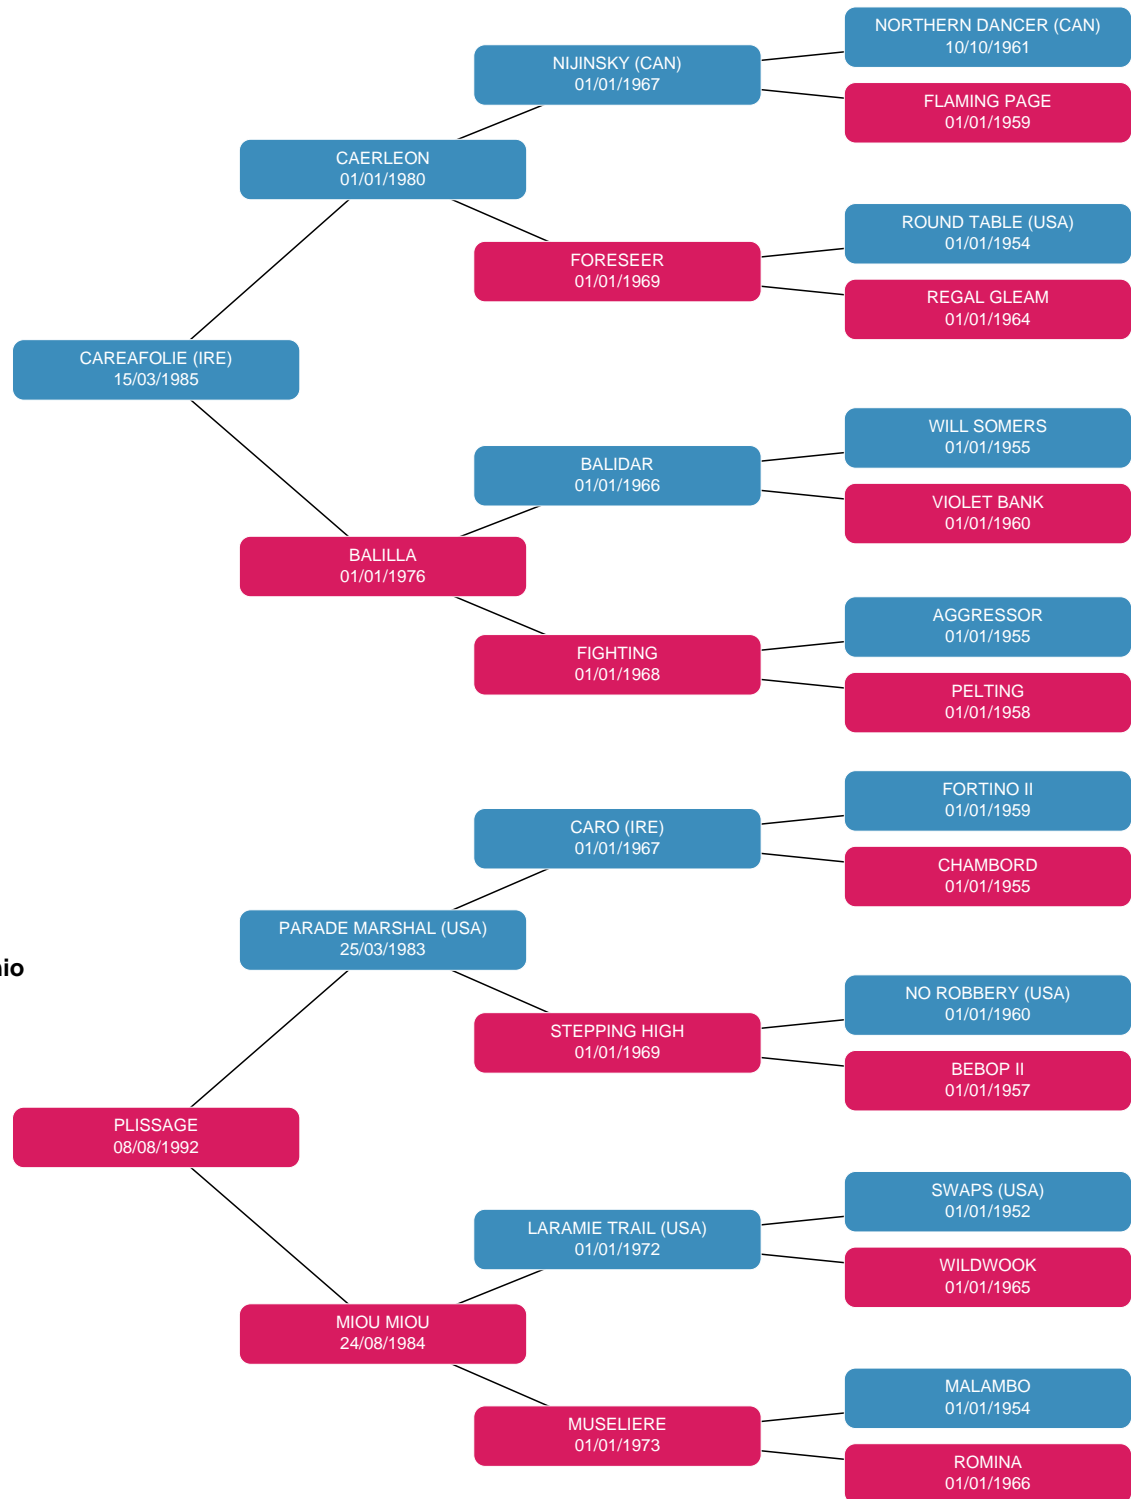 NORTHERN DANCER (CAN)
10/10/1961
NIJINSKY (CAN)
01/01/1967
FLAMING PAGE
01/01/1959
CAERLEON
01/01/1980
ROUND TABLE (USA)
01/01/1954
FORESEER
01/01/1969
REGAL GLEAM
01/01/1964
CAREAFOLIE (IRE)
15/03/1985
WILL SOMERS
01/01/1955
BALIDAR
01/01/1966
VIOLET BANK
01/01/1960
BALILLA
01/01/1976
AGGRESSOR
01/01/1955
FIGHTING
01/01/1968
PELTING
01/01/1958
FORTINO II
01/01/1959
CARO (IRE)
01/01/1967
CHAMBORD
01/01/1955
PARADE MARSHAL (USA)
25/03/1983
NO ROBBERY (USA)
01/01/1960
STEPPING HIGH
01/01/1969
BEBOP II
01/01/1957
PLISSAGE
08/08/1992
SWAPS (USA)
01/01/1952
LARAMIE TRAIL (USA)
01/01/1972
WILDWOOK
01/01/1965
MIOU MIOU
24/08/1984
MALAMBO
01/01/1954
MUSELIERE
01/01/1973
ROMINA
01/01/1966